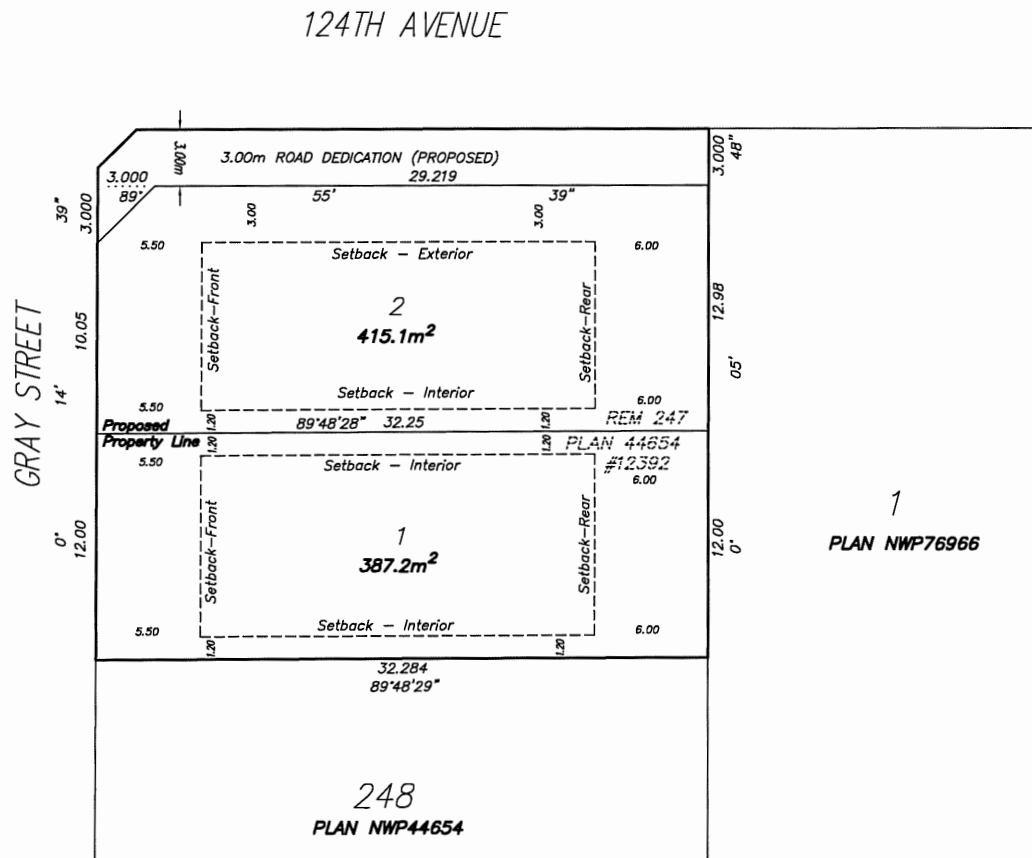 124TH AVENUE
3.00m
3.00m ROAD DEDICATION (PROPOSED)
3.000
48"
3.000
29.219
89°
55'
39"
39"
3.000
3.00
3.00
5.50
Setback - Exterior
6.00
Setback-Front
2
415.1m²
Setback-Rear
12.98
10.05
GRAY STREET
14'
05'
Setback - Interior
5.50
6.00
Proposed
1.20
89°48'28" 32.25
1.20
REM 247
Property Line
1.20
1.20
PLAN 44654
5.50
Setback - Interior
#12392
6.00
Setback-Front
1
387.2m²
Setback-Rear
0°
12.00
12.00
0°
1
PLAN NWP76966
5.50
Setback - Interior
6.00
1.20
1.20
32.284
89°48'29"
248
PLAN NWP44654